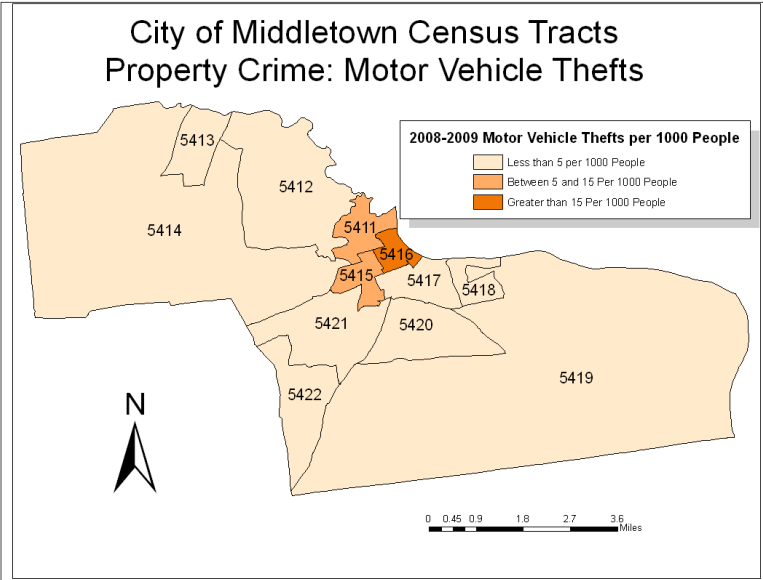 City of Middletown Census Tracts
Property Crime: Motor Vehicle Thefts
2008-2009 Motor Vehicle Thefts per 1000 People
Less than 5 per 1000 People
Between 5 and 15 Per 1000 People
Greater than 15 Per 1000 People
5413
5412
5414
5411
5416
5415
5417
5418
5421
5420
5419
5422
N
0 0.45 0.9 1.8 2.7 3.6
Miles